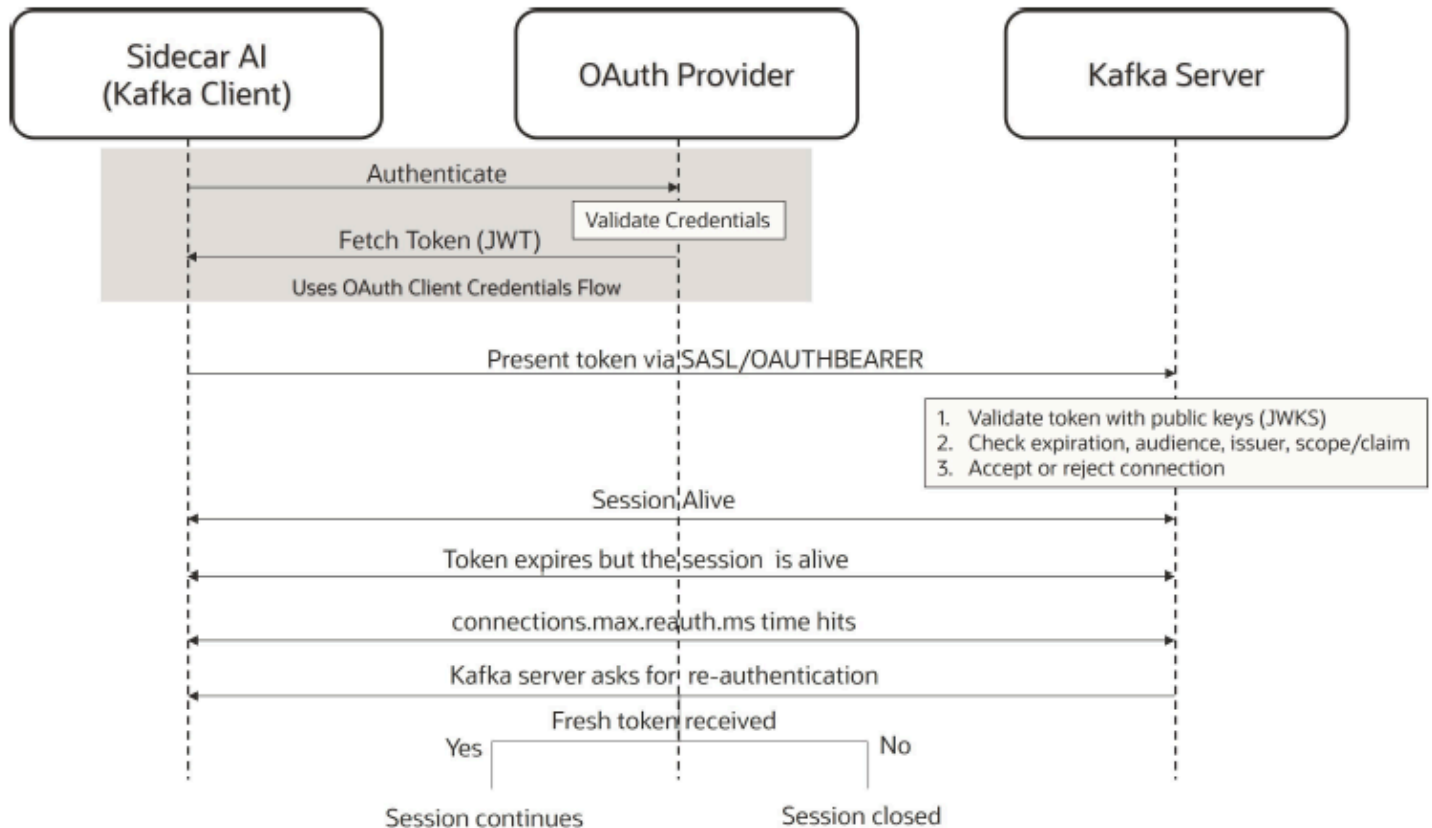 Sidecar AI
(Kafka Client)
OAuth Provider
Kafka Server
Authenticate
Validate Credentials
Fetch Token (JWT)
Uses OAuth Client Credentials Flow
Present token via SASL/OAUTHBEARER
1. Validate token with public keys (JWKS)
2. Check expiration, audience, issuer, scope/claim
3. Accept or reject connection
Session Alive
Token expires but the session is alive
connections.max.reauth.ms time hits
Kafka server asks for re-authentication
Fresh token received
Yes
No
Session continues
Session closed